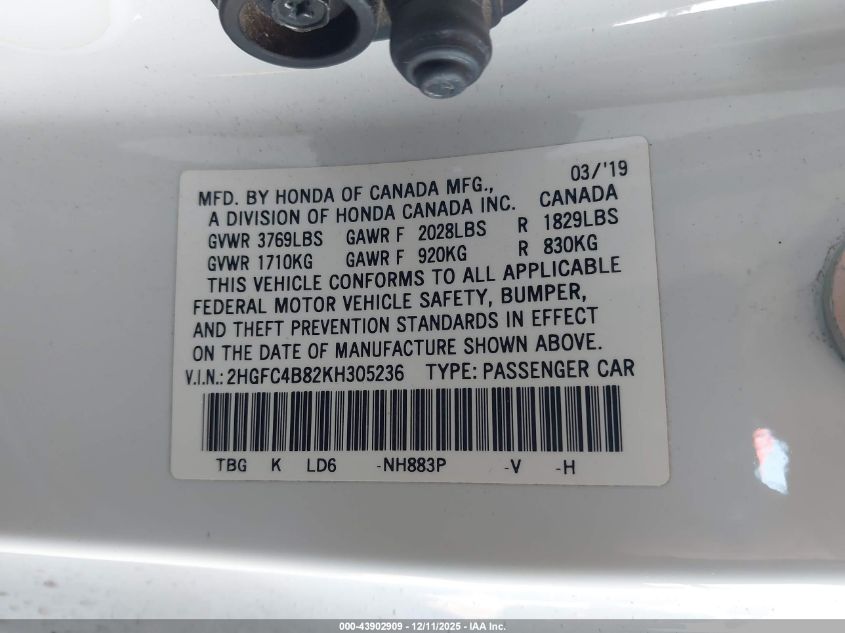 03/'19
MFD. BY HONDA OF CANADA MFG.,
A DIVISION OF HONDA CANADA INC. CANADA
GVWR 3769LBS GAWR F 2028LBS R 1829LBS
GVWR 1710KG GAWR F 920KG R 830KG
THIS VEHICLE CONFORMS TO ALL APPLICABLE
FEDERAL MOTOR VEHICLE SAFETY, BUMPER,
AND THEFT PREVENTION STANDARDS IN EFFECT
ON THE DATE OF MANUFACTURE SHOWN ABOVE.
V.I.N.: 2HGFC4B82KH305236 TYPE: PASSENGER CAR
TBG K LD6 -NH883P -V -H
000-43902909 - 12/11/2025 - IAA Inc.